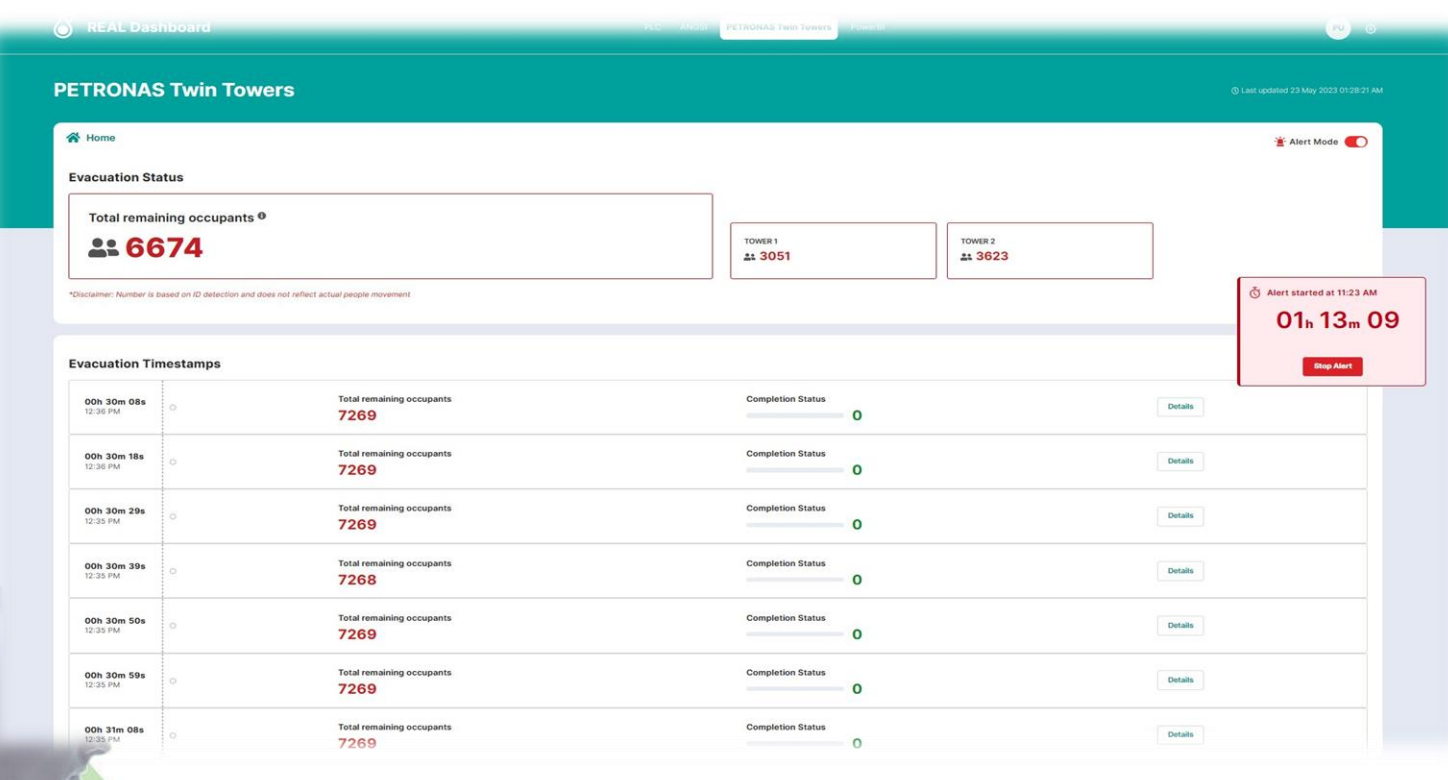 REAL Dashboard
PLC ANGSI PETRONAS Twin Towers PowerBI
PU
PETRONAS Twin Towers
Last updated 23 May 2023 01:28:21 AM
Home
Alert Mode
Evacuation Status
Total remaining occupants
6674
TOWER 1
3051
TOWER 2
3623
*Disclaimer: Number is based on ID detection and does not reflect actual people movement
Alert started at 11:23 AM
01h 13m 09
Stop Alert
Evacuation Timestamps
00h 30m 08s
12:36 PM
Total remaining occupants
7269
Completion Status
0
Details
00h 30m 18s
12:36 PM
Total remaining occupants
7269
Completion Status
0
Details
00h 30m 29s
12:35 PM
Total remaining occupants
7269
Completion Status
0
Details
00h 30m 39s
12:35 PM
Total remaining occupants
7268
Completion Status
0
Details
00h 30m 50s
12:35 PM
Total remaining occupants
7269
Completion Status
0
Details
00h 30m 59s
12:35 PM
Total remaining occupants
7269
Completion Status
0
Details
00h 31m 08s
12:35 PM
Total remaining occupants
7269
Completion Status
0
Details